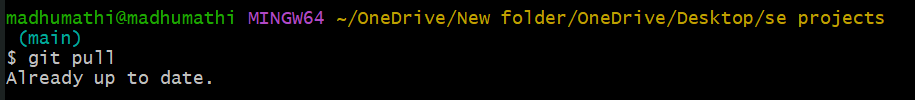 madhumathi@madhumathi MINGW64 ~/OneDrive/New folder/OneDrive/Desktop/se projects
(main)
$ git pull
Already up to date.